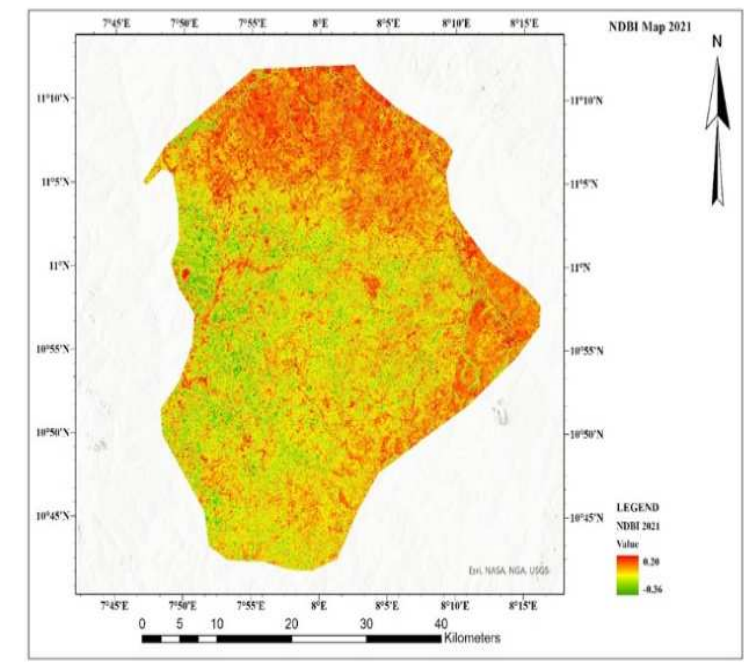 7°45'E 7°50'E 7°55'E 8°E 8°5'E 8°10'E 8°15'E
NDBI Map 2021
N
11°10'N 11°10'N
11°5'N 11°5'N
11°N 11°N
10°55'N 10°55'N
10°50'N 10°50'N
10°45'N 10°45'N
LEGEND
NDBI 2021
Value
0.20
-0.36
Esri, NASA, NGA, USGS
7°45'E 7°50'E 7°55'E 8°E 8°5'E 8°10'E 8°15'E
0 5 10 20 30 40
Kilometers